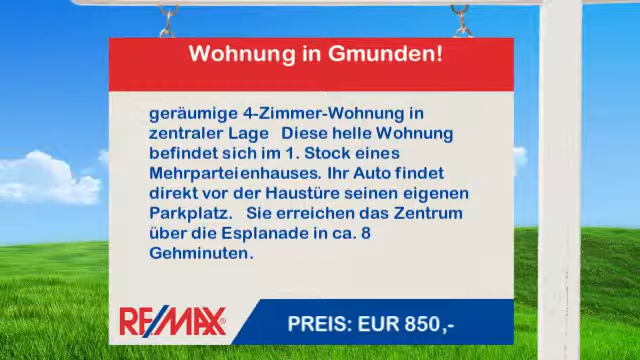 Wohnung in Gmunden!
geräumige 4-Zimmer-Wohnung in
zentraler Lage   Diese helle Wohnung
befindet sich im 1. Stock eines
Mehrparteienhauses. Ihr Auto findet
direkt vor der Haustüre seinen eigenen
Parkplatz.   Sie erreichen das Zentrum
über die Esplanade in ca. 8
Gehminuten.
RE/MAX®
PREIS: EUR 850,-